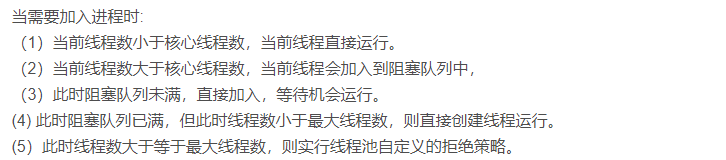 当需要加入进程时:
（1）当前线程数小于核心线程数，当前线程直接运行。
（2）当前线程数大于核心线程数，当前线程会加入到阻塞队列中，
（3）此时阻塞队列未满，直接加入，等待机会运行。
(4) 此时阻塞队列已满，但此时线程数小于最大线程数，则直接创建线程运行。
(5）此时线程数大于等于最大线程数，则实行线程池自定义的拒绝策略。